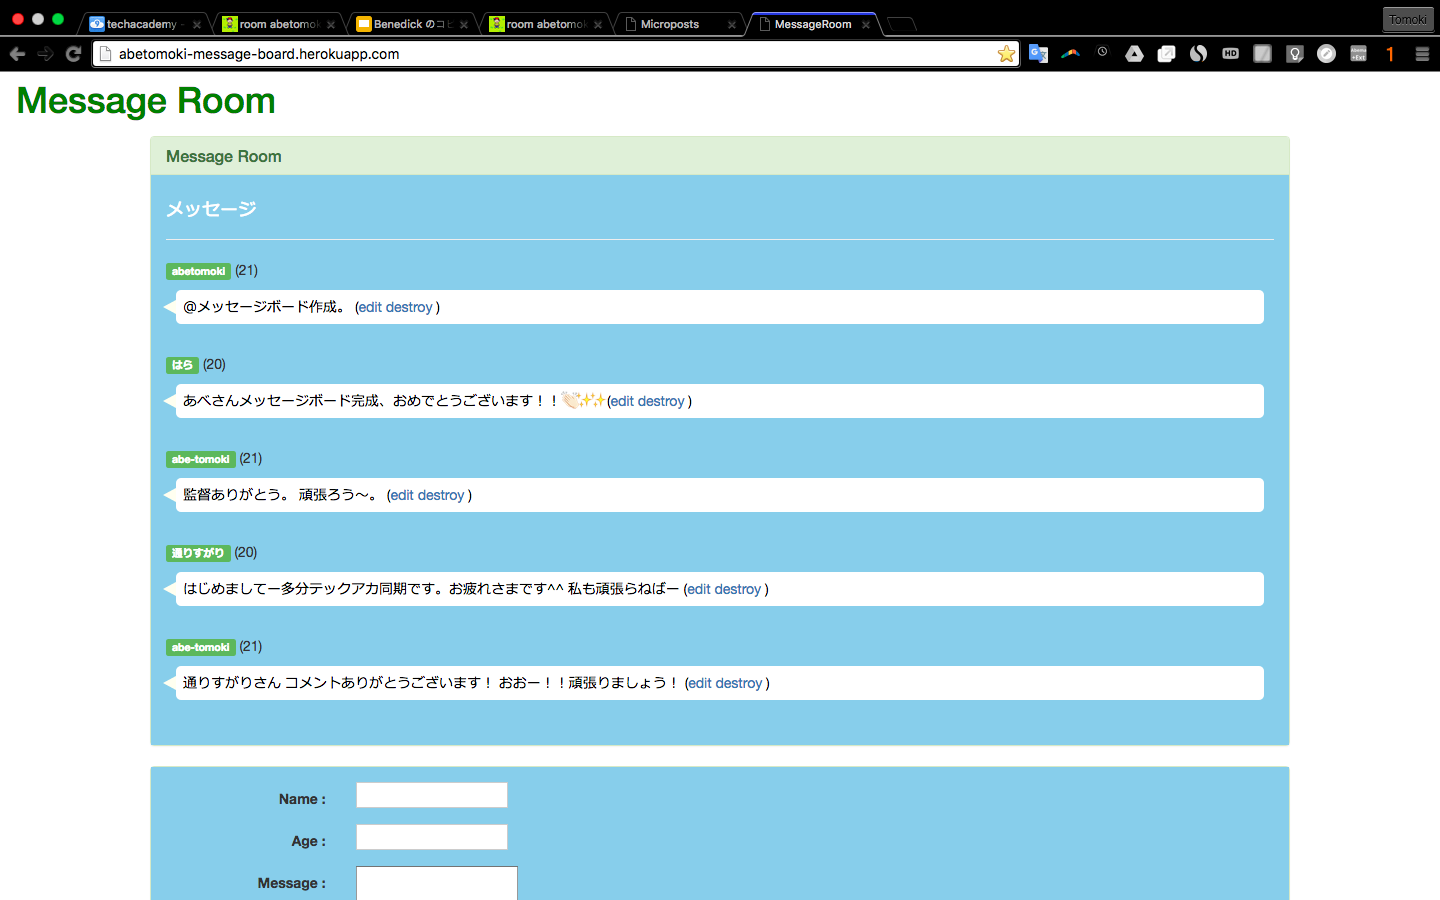 techacademy -
room abetomok
Benedick のコピ
room abetomok
Microposts
MessageRoom
Tomoki
abetomoki-message-board.herokuapp.com
HD
1
Message Room
Message Room
メッセージ
abetomoki (21)
@メッセージボード作成。 (edit destroy )
はら (20)
あべさんメッセージボード完成、おめでとうございます！！👏🏻✨✨(edit destroy )
abe-tomoki (21)
監督ありがとう。 頑張ろう〜。 (edit destroy )
通りすがり (20)
はじめましてー多分テックアカ同期です。お疲れさまです^^ 私も頑張らねばー (edit destroy )
abe-tomoki (21)
通りすがりさん コメントありがとうございます！ おおー！！頑張りましょう！ (edit destroy )
Name :
Age :
Message :